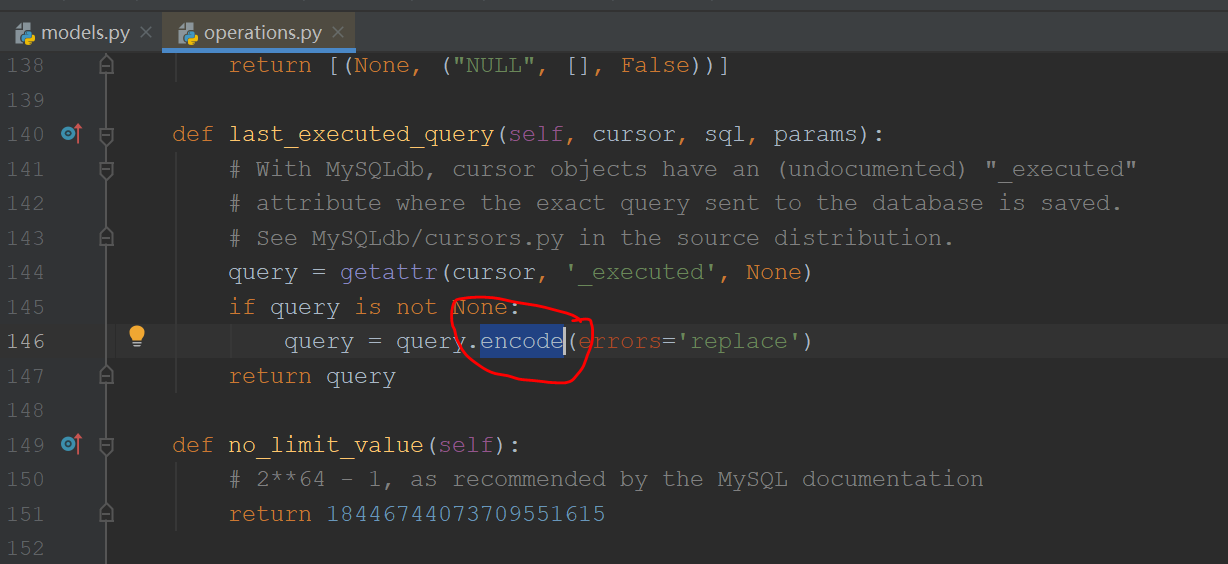 models.py operations.py
138 return [(None, ("NULL", [], False))]
139
140 def last_executed_query(self, cursor, sql, params):
141 # With MySQLdb, cursor objects have an (undocumented) "_executed"
142 # attribute where the exact query sent to the database is saved.
143 # See MySQLdb/cursors.py in the source distribution.
144 query = getattr(cursor, '_executed', None)
145 if query is not None:
146 query = query.encode(errors='replace')
147 return query
148
149 def no_limit_value(self):
150 # 2**64 - 1, as recommended by the MySQL documentation
151 return 18446744073709551615
152